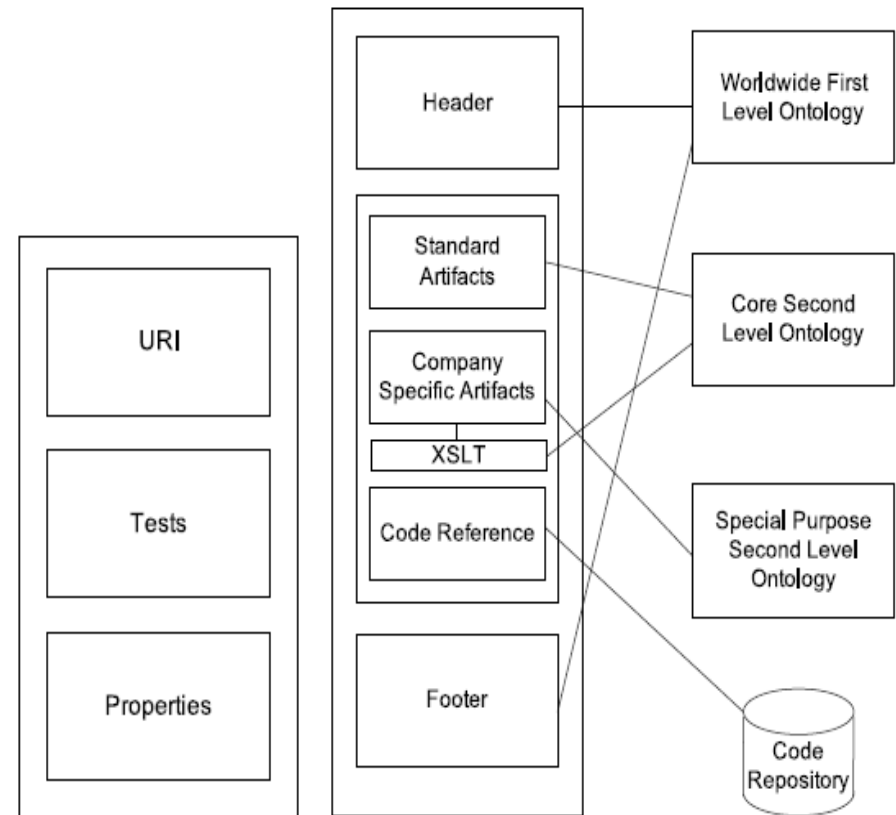 URI
Tests
Properties
Header
Standard
Artifacts
Company
Specific Artifacts
XSLT
Code Reference
Footer
Worldwide First
Level Ontology
Core Second
Level Ontology
Special Purpose
Second Level
Ontology
Code
Repository